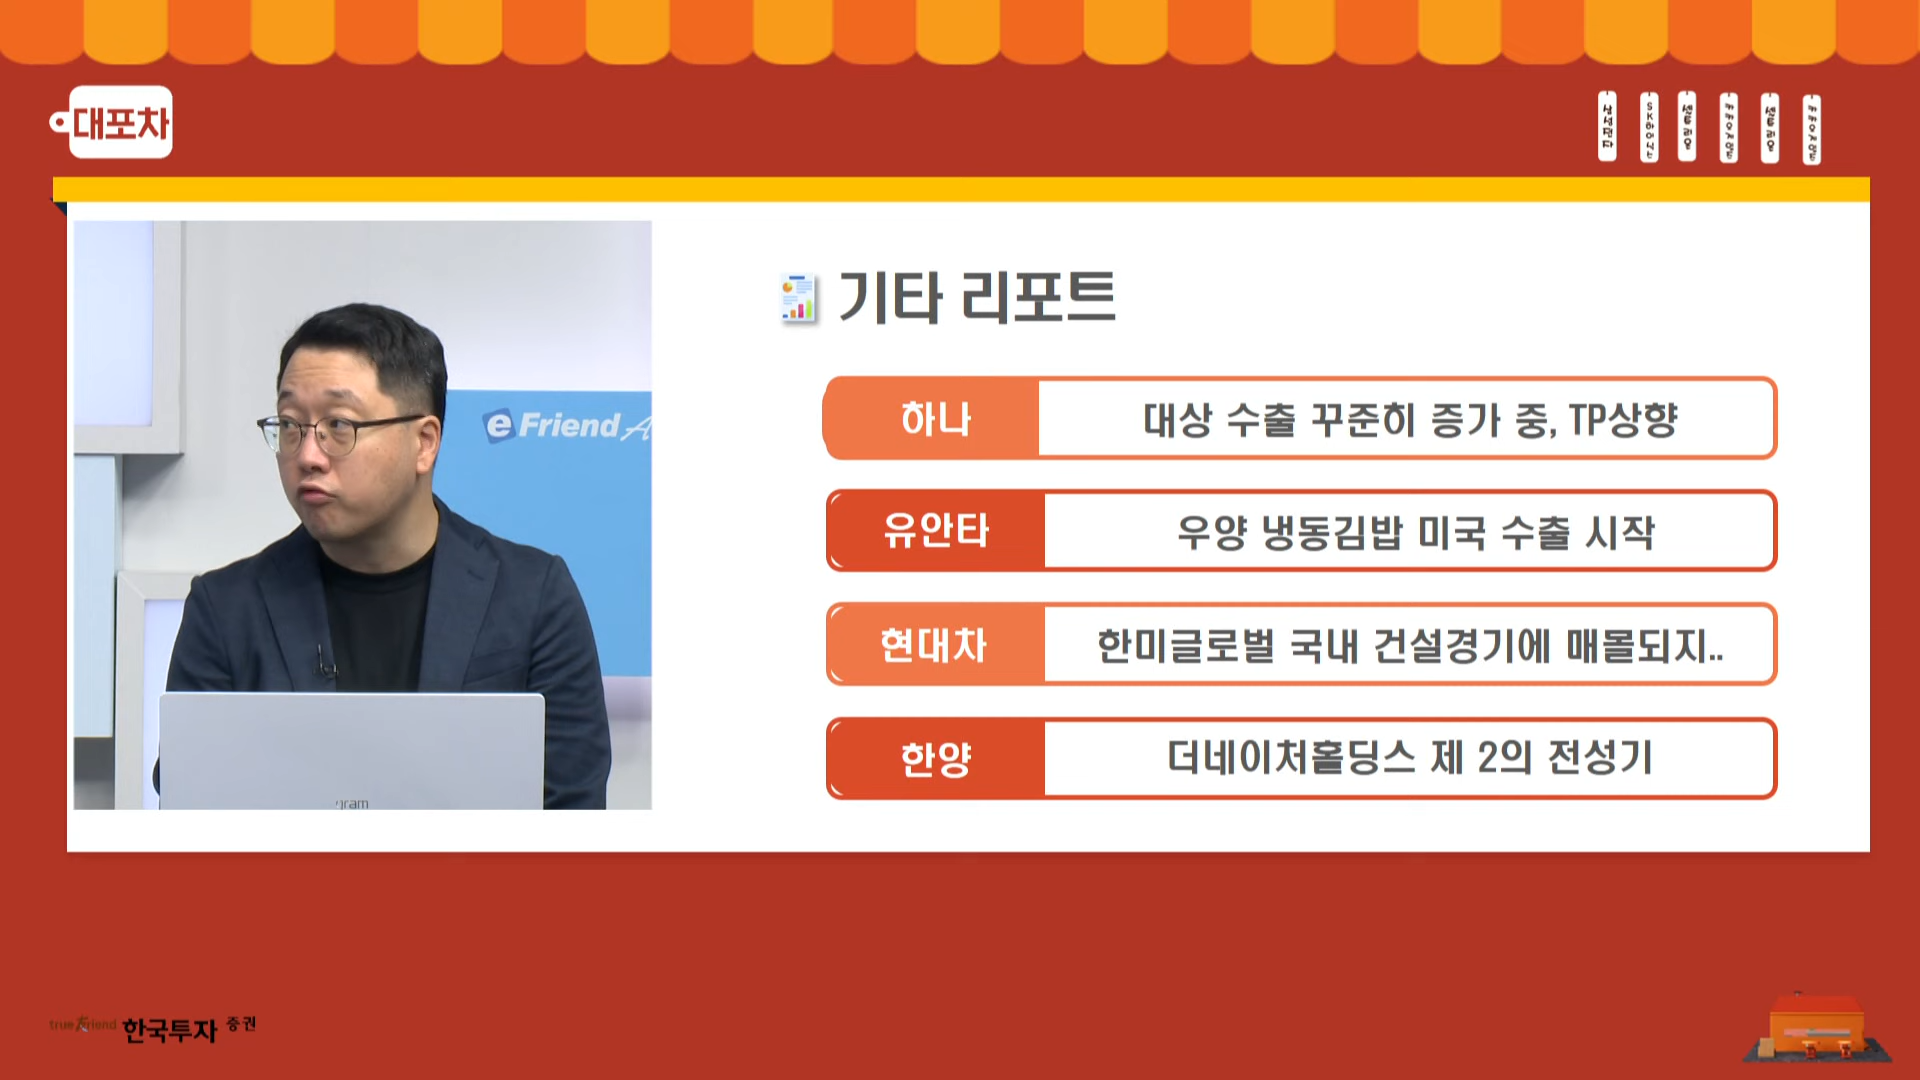 대포차
e Friend
기타 리포트
하나
대상 수출 꾸준히 증가 중, TP상향
유안타
우양 냉동김밥 미국 수출 시작
현대차
한미글로벌 국내 건설경기에 매몰되지..
한양
더네이처홀딩스 제 2의 전성기
gram
true Friend 한국투자 증권